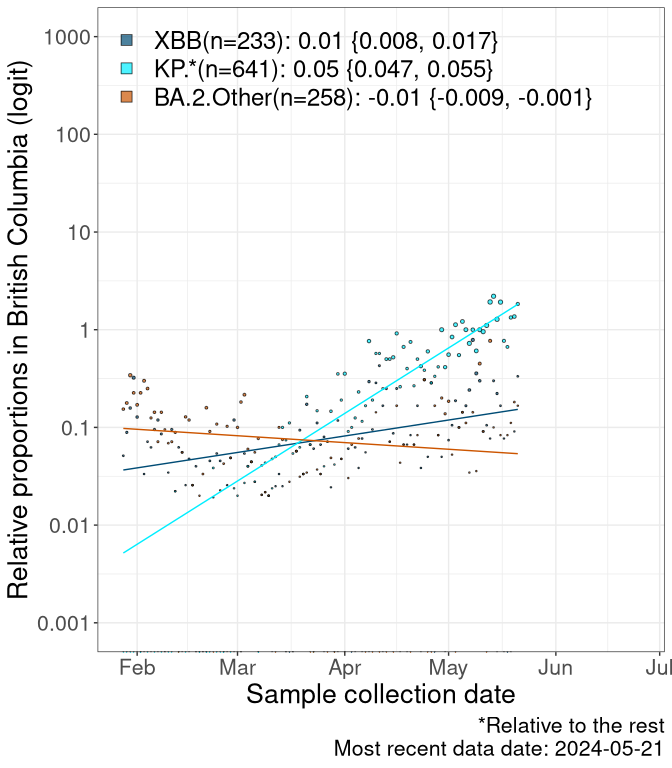 XBB(n=233): 0.01 {0.008, 0.017}
KP.*(n=641): 0.05 {0.047, 0.055}
BA.2.Other(n=258): -0.01 {-0.009, -0.001}
Relative proportions in British Columbia (logit)
1000
100
10
1
0.1
0.01
0.001
Feb Mar Apr May Jun Jul
Sample collection date
*Relative to the rest
Most recent data date: 2024-05-21